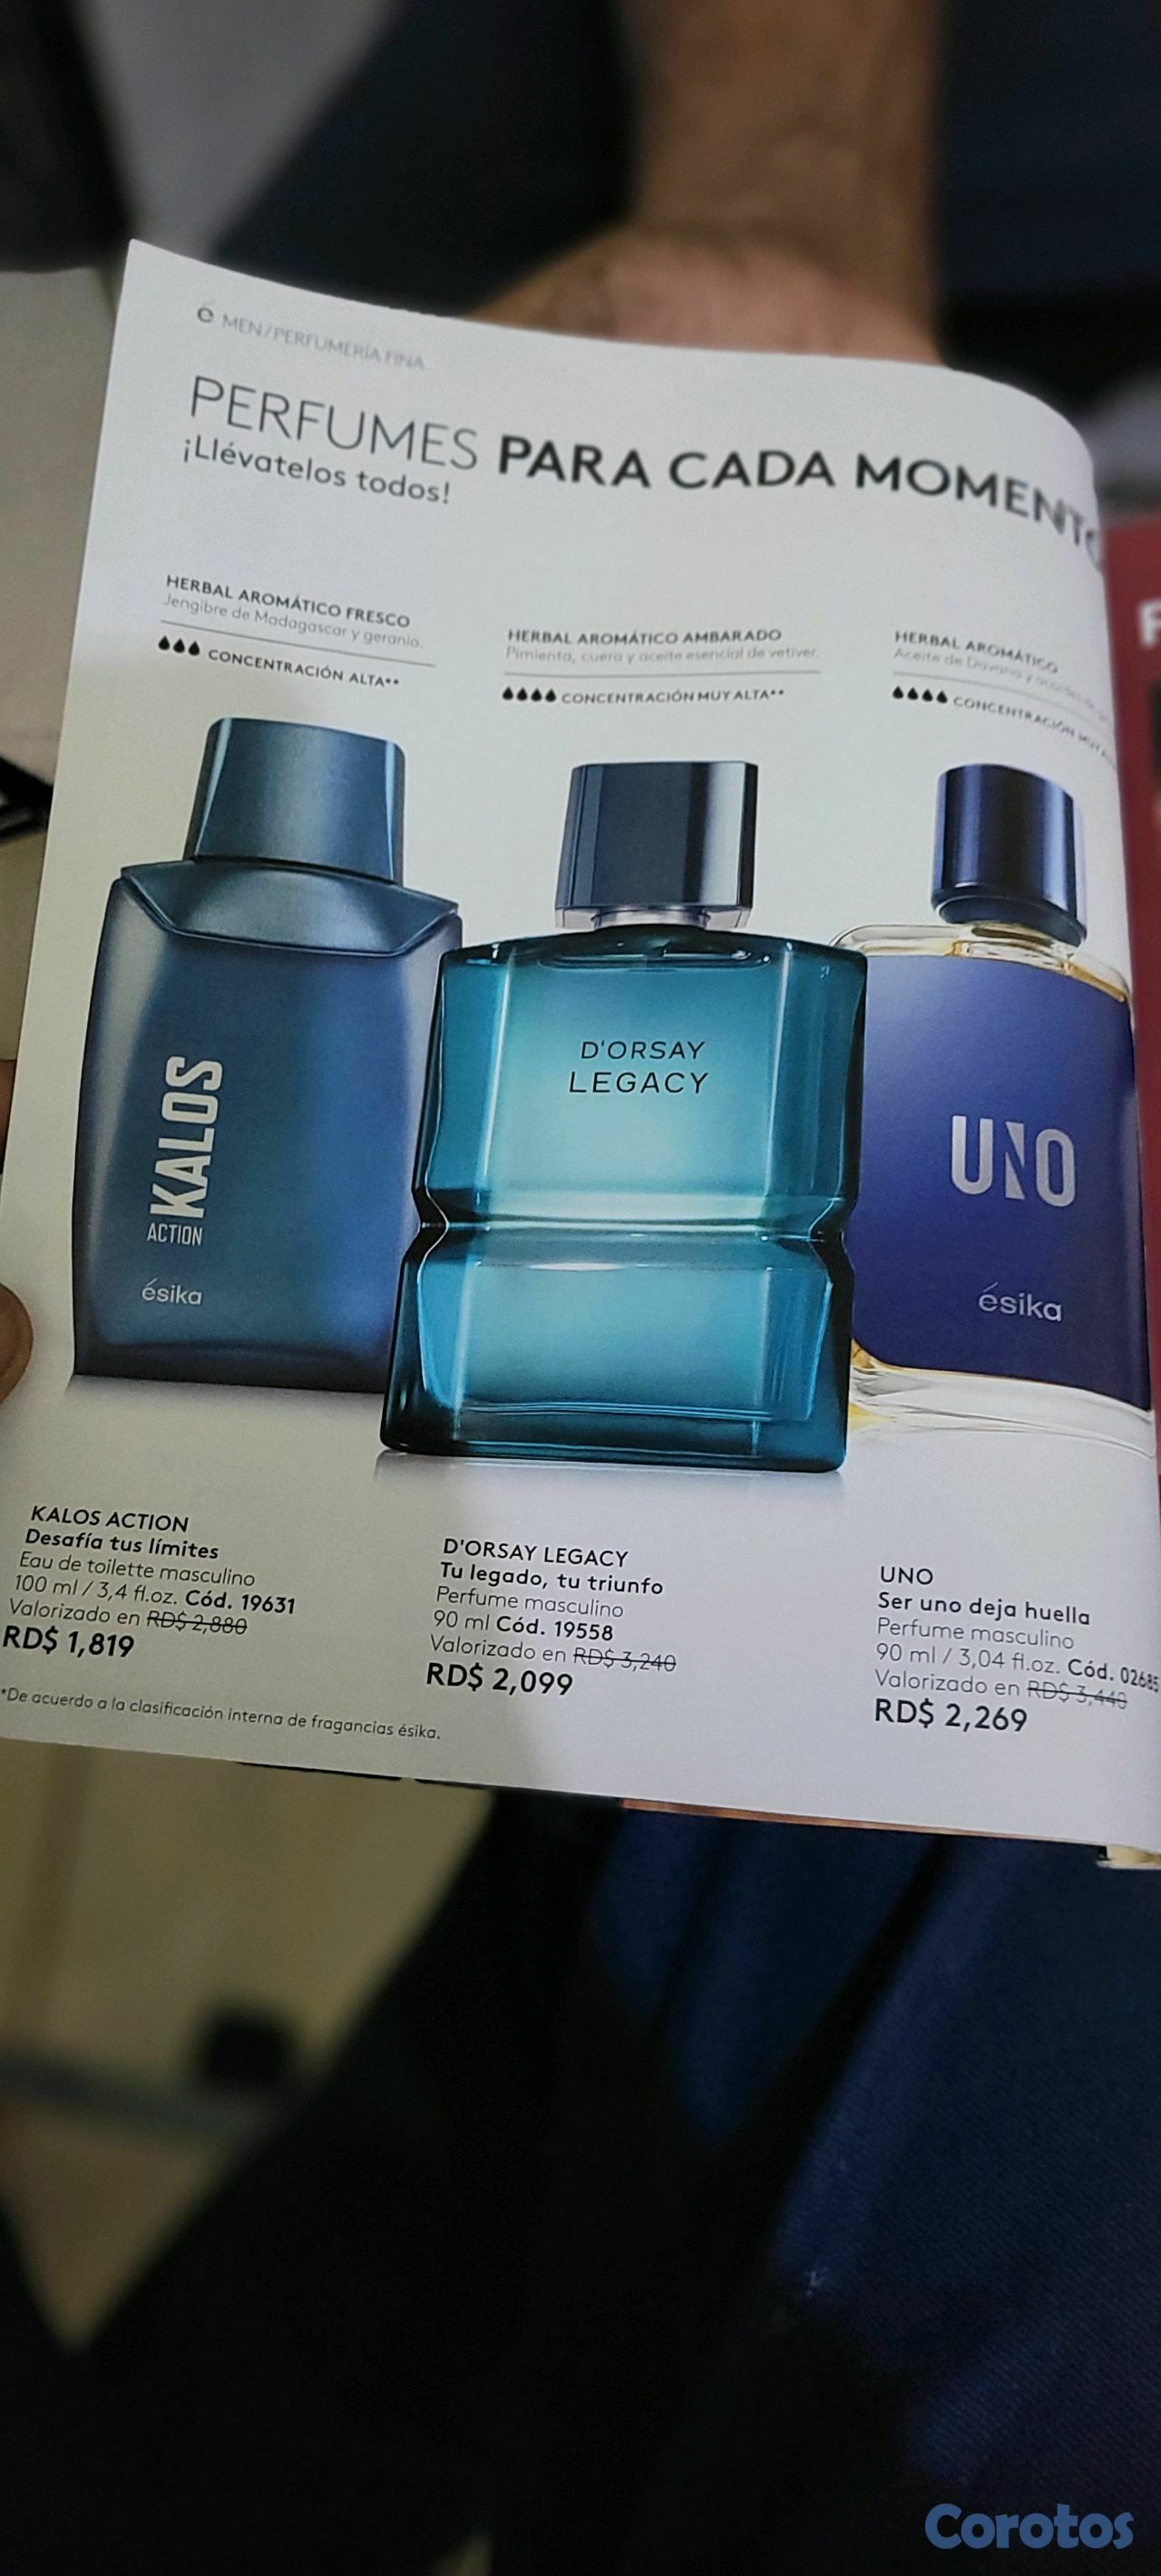 é MEN/PERFUMERÍA FINA
PERFUMES PARA CADA MOMENTO
¡Llévatelos todos!
HERBAL AROMÁTICO FRESCO
Jengibre de Madagascar y geranio.
CONCENTRACIÓN ALTA**
HERBAL AROMÁTICO AMBARADO
Pimienta, cuero y aceite esencial de vetiver.
CONCENTRACIÓN MUY ALTA**
HERBAL AROMÁTICO
Aceite de Davana y acordes
CONCENTRACIÓN MUY
KALOS
ACTION
ésika
D'ORSAY
LEGACY
UNO
ésika
KALOS ACTION
Desafía tus límites
Eau de toilette masculino
100 ml / 3,4 fl.oz. Cód. 19631
Valorizado en RD$ 2,880
RD$ 1,819
D'ORSAY LEGACY
Tu legado, tu triunfo
Perfume masculino
90 ml Cód. 19558
Valorizado en RD$ 3,240
RD$ 2,099
UNO
Ser uno deja huella
Perfume masculino
90 ml / 3,04 fl.oz. Cód. 02685
Valorizado en RD$ 3,440
RD$ 2,269
*De acuerdo a la clasificación interna de fragancias ésika.
F
Corotos